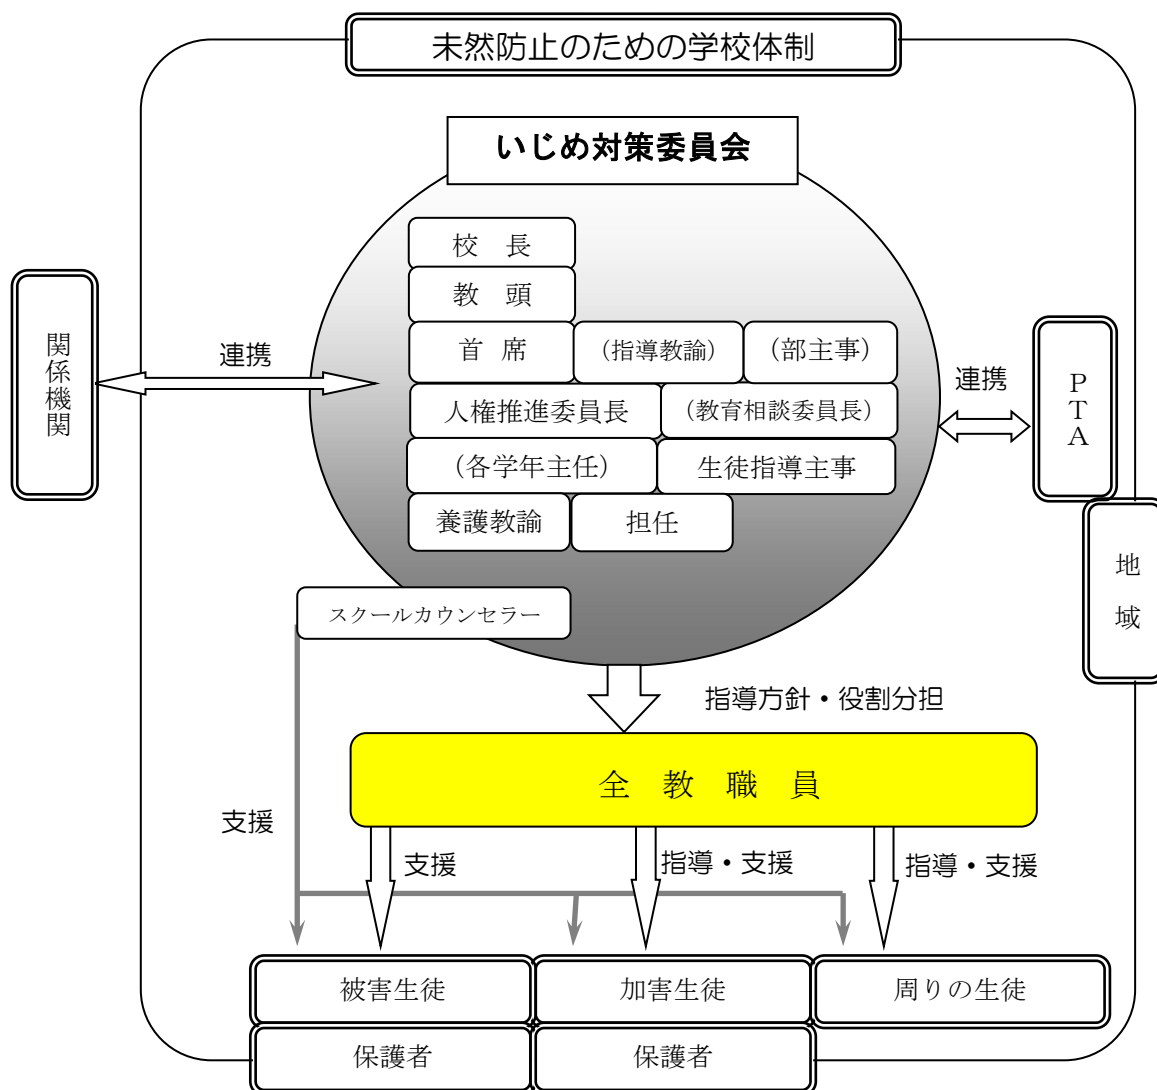 未然防止のための学校体制
いじめ対策委員会
校 長
教 頭
首 席
(指導教諭)
(部主事)
人権推進委員長
(教育相談委員長)
(各学年主任)
生徒指導主事
養護教諭
担任
スクールカウンセラー
関係機関
連携
連携
PTA
地域
指導方針・役割分担
全 教 職 員
支援
支援
指導・支援
指導・支援
被害生徒
加害生徒
周りの生徒
保護者
保護者